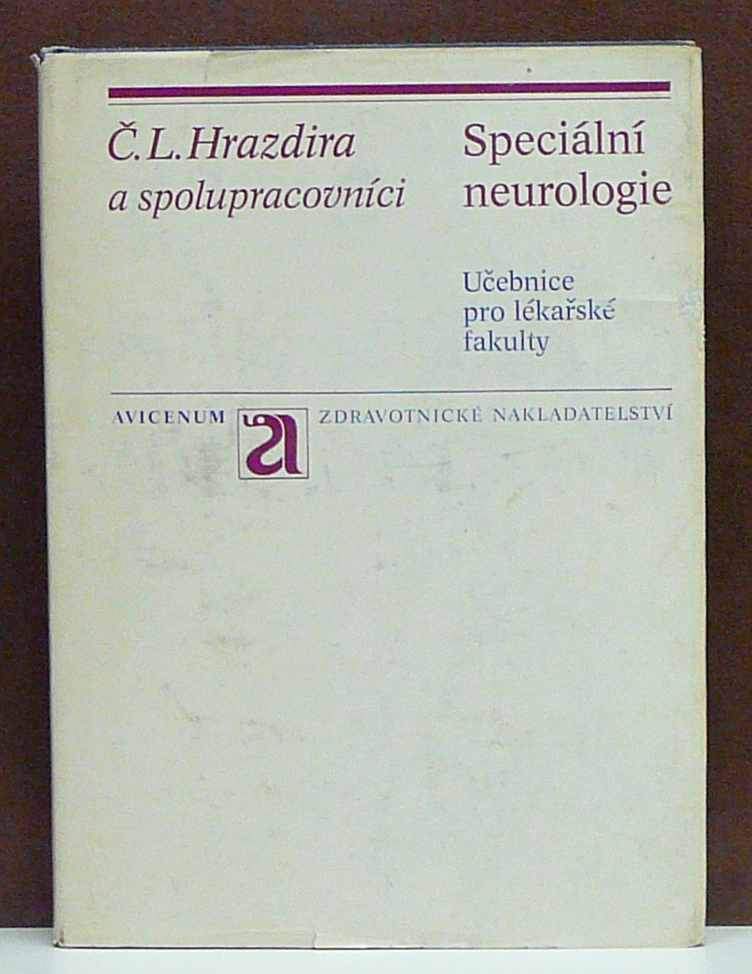 Č. L. Hrazdira
a spolupracovníci
Speciální
neurologie
Učebnice
pro lékařské
fakulty
AVICENUM ZDRAVOTNICKÉ NAKLADATELSTVÍ